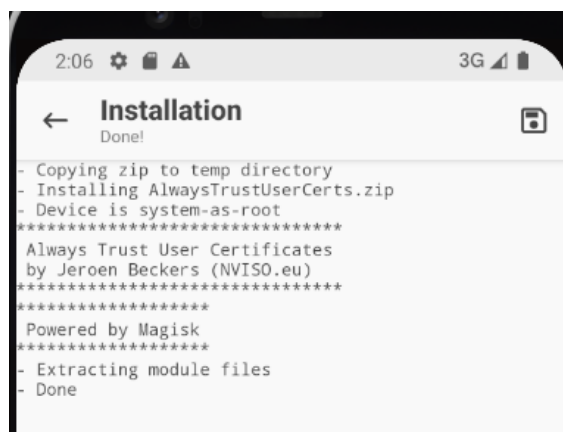 2:06 3G
Installation
Done!
- Copying zip to temp directory
- Installing AlwaysTrustUserCerts.zip
- Device is system-as-root
********************************
Always Trust User Certificates
by Jeroen Beckers (NVISO.eu)
********************************
*******************
Powered by Magisk
*******************
- Extracting module files
- Done